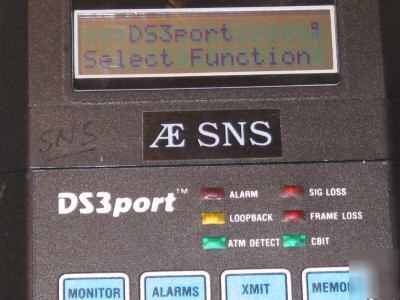 DS3port
Select Function
SNS
Æ SNS
DS3port™
ALARM
SIG LOSS
LOOPBACK
FRAME LOSS
ATM DETECT
CBIT
MONITOR
ALARMS
XMIT